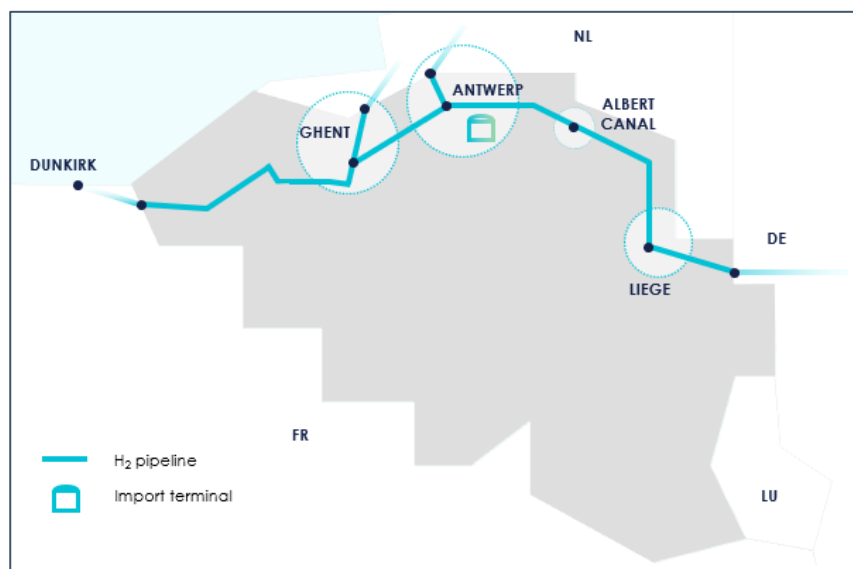 NL
ANTWERP
ALBERT
CANAL
GHENT
DUNKIRK
DE
LIEGE
FR
H₂ pipeline
Import terminal
LU